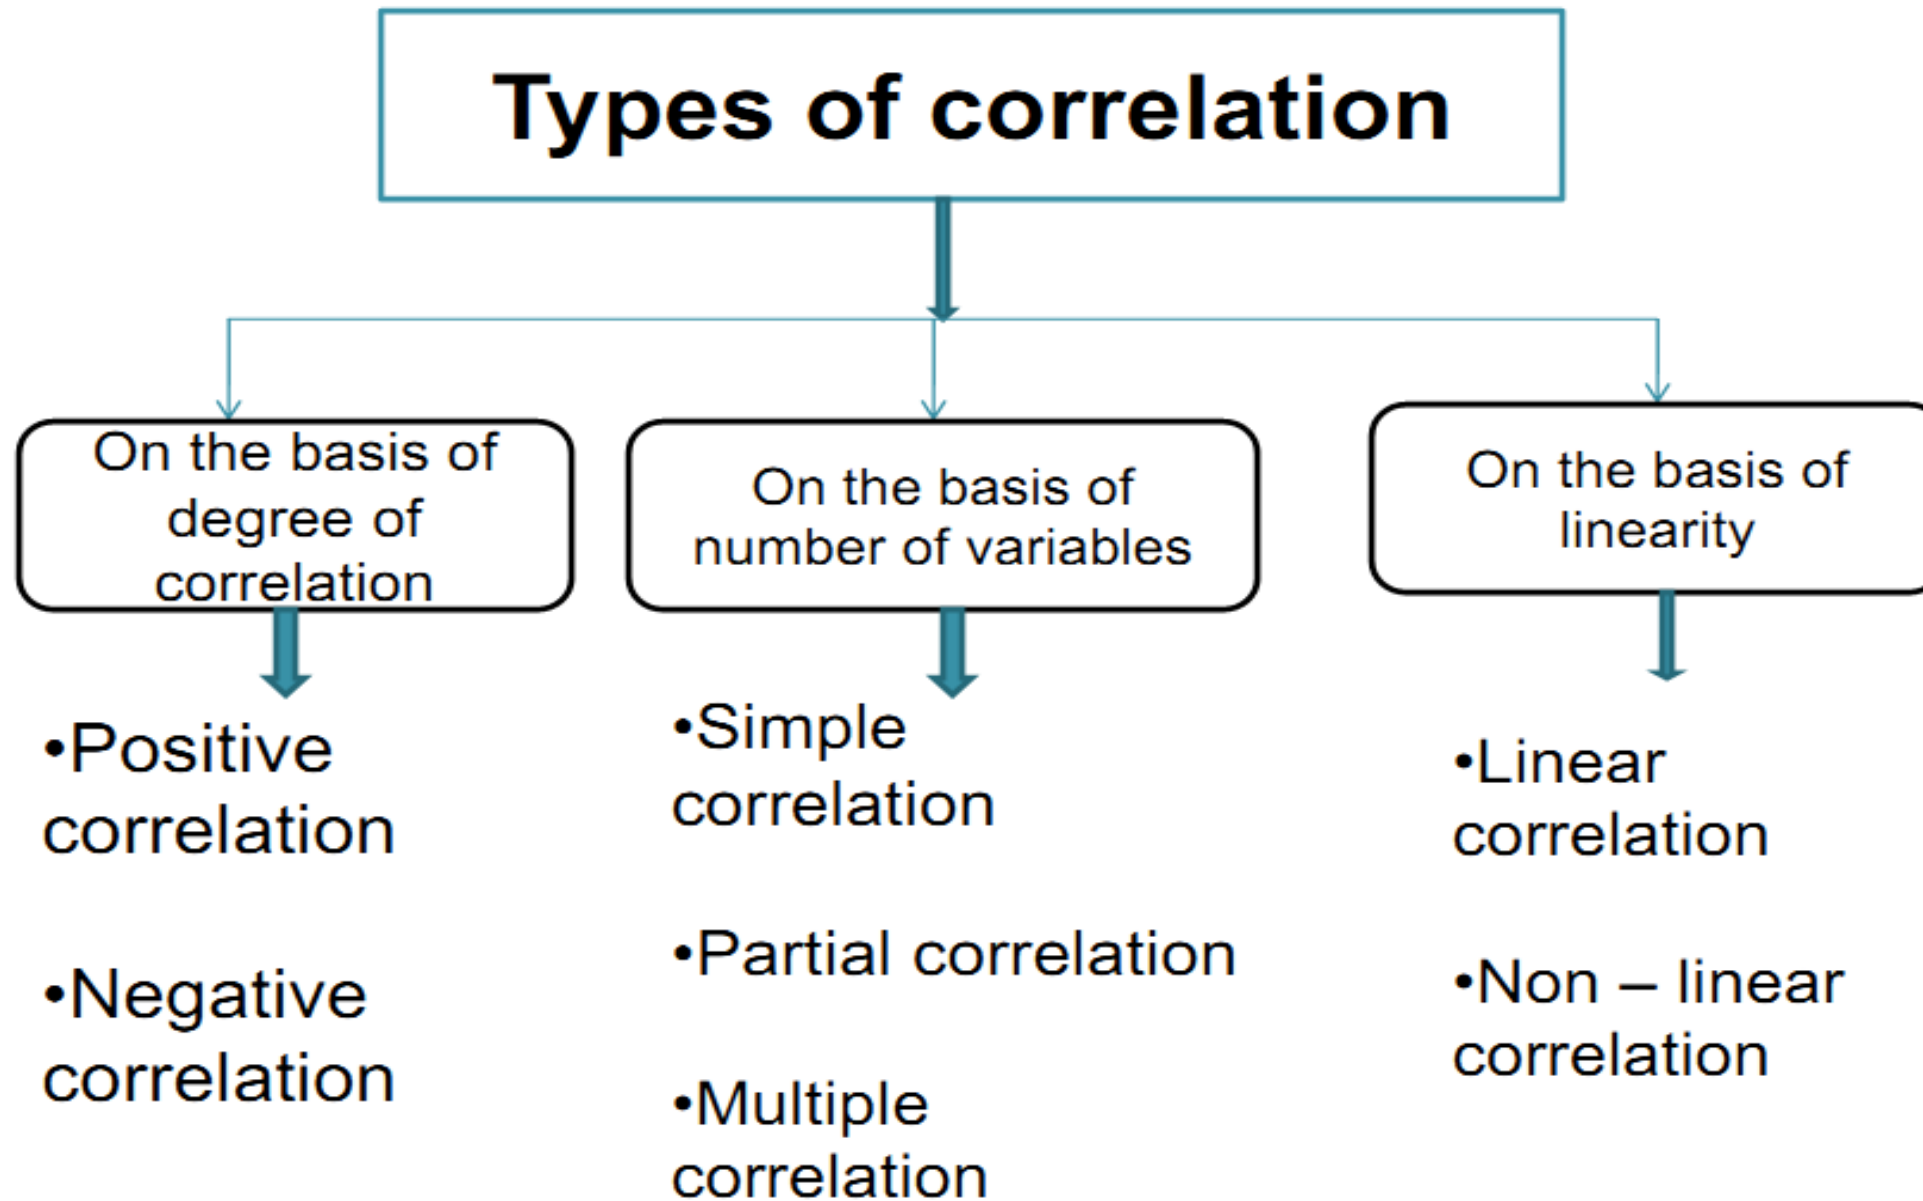 Types of correlation
On the basis of
degree of
correlation
•Positive
correlation
•Negative
correlation
On the basis of
number of variables
•Simple
correlation
•Partial correlation
•Multiple
correlation
On the basis of
linearity
•Linear
correlation
•Non – linear
correlation